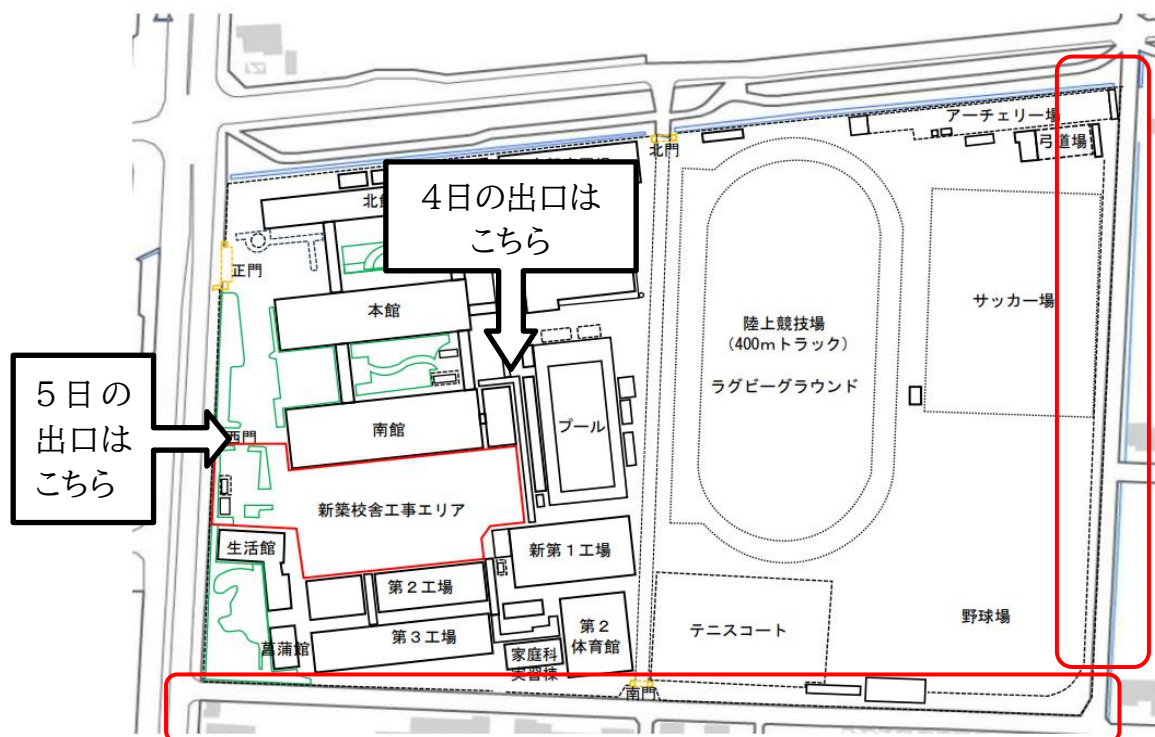 アーチェリー場
弓道場
北門
4日の出口は
こちら
正門
本館
サッカー場
陸上競技場
（400ｍトラック）
ラグビーグラウンド
5日の
出口は
こちら
西門
南館
プール
新築校舎工事エリア
生活館
新第1工場
第2工場
第3工場
菖蒲館
第2
体育館
家庭科
実習棟
テニスコート
野球場
南門